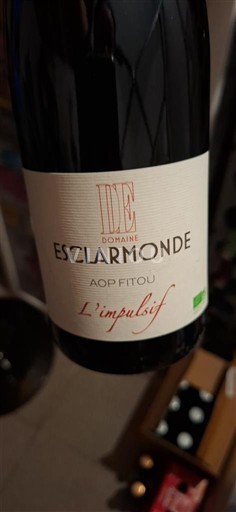 DE
DOMAINE
ESCLARMONDE
AOP FITOU
L'impulsif